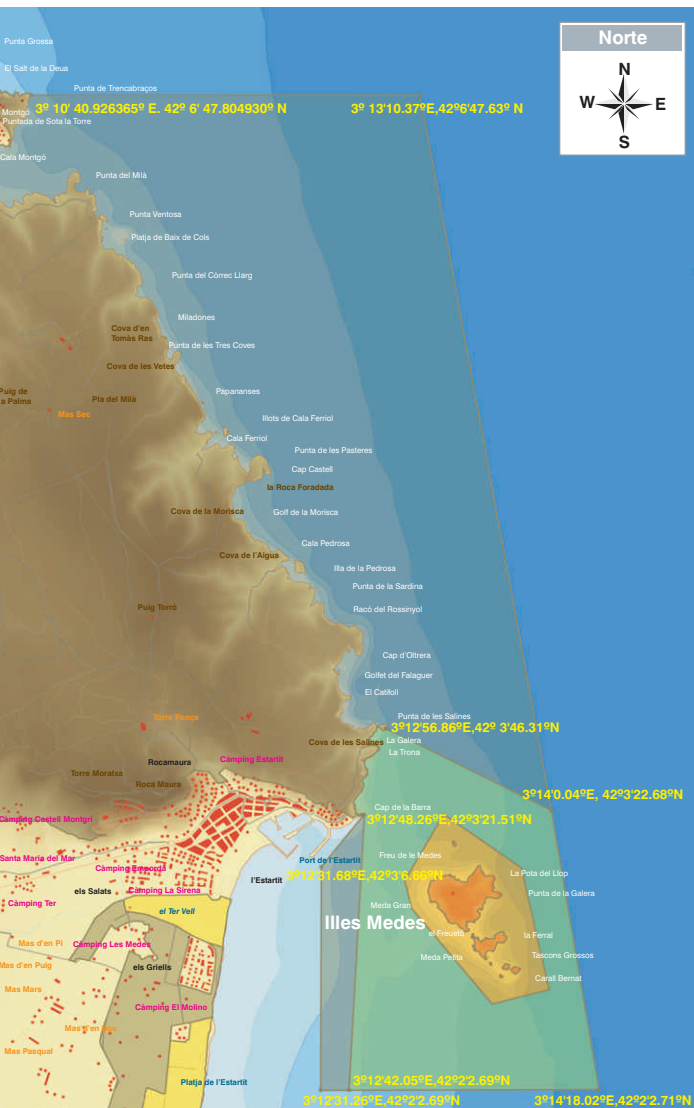 Norte
N
W E
S
Punta Grossa
El Salt de la Deua
Punta de Trencabraços
3º 10' 40.926365º E. 42º 6' 47.804930º N
3º 13'10.37ºE,42º6'47.63º N
Montgó
Puntada de Sota la Torre
Cala Montgó
Punta del Milà
Punta Ventosa
Platja de Baix de Cols
Punta del Còrrec Llarg
Miladones
Cova d'en
Tomàs Ras
Punta de les Tres Coves
Cova de les Vetes
Puig de
la Palma
Pla del Milà
Papananses
Mas Sec
Illots de Cala Ferriol
Cala Ferriol
Punta de les Pasteres
Cap Castell
la Roca Foradada
Cova de la Morisca
Golf de la Morisca
Cala Pedrosa
Cova de l'Aigua
Illa de la Pedrosa
Punta de la Sardina
Puig Torró
Racó del Rossinyol
Cap d'Oltrera
Golfet del Falaguer
El Catifoll
Torre Ponça
Punta de les Salines
3º12'56.86ºE,42º 3'46.31ºN
Cova de les Salines
La Galera
La Trona
Rocamaura
Càmping Estartit
Torre Moratxa
Roca Maura
3º14'0.04ºE, 42º3'22.68ºN
Cap de la Barra
Càmping Castell Montgrí
3º12'48.26ºE,42º3'21.51ºN
Santa Maria del Mar
Port de l'Estartit
Freu de le Medes
Càmping Empordà
3º12'31.68ºE,42º3'6.66ºN
l'Estartit
La Pota del Llop
els Salats
Càmping La Sirena
Punta de la Galera
Càmping Ter
el Ter Vell
Meda Gran
Illes Medes
el Freuetó
la Ferral
Mas d'en Pi
Càmping Les Medes
Meda Petita
Tascons Grossos
Mas d'en Puig
els Griells
Carall Bernat
Mas Mars
Càmping El Molino
Mas Pasqual
Platja de l'Estartit
3º12'42.05ºE,42º2'2.69ºN
3º12'31.26ºE,42º2'2.69ºN
3º14'18.02ºE,42º2'2.71ºN